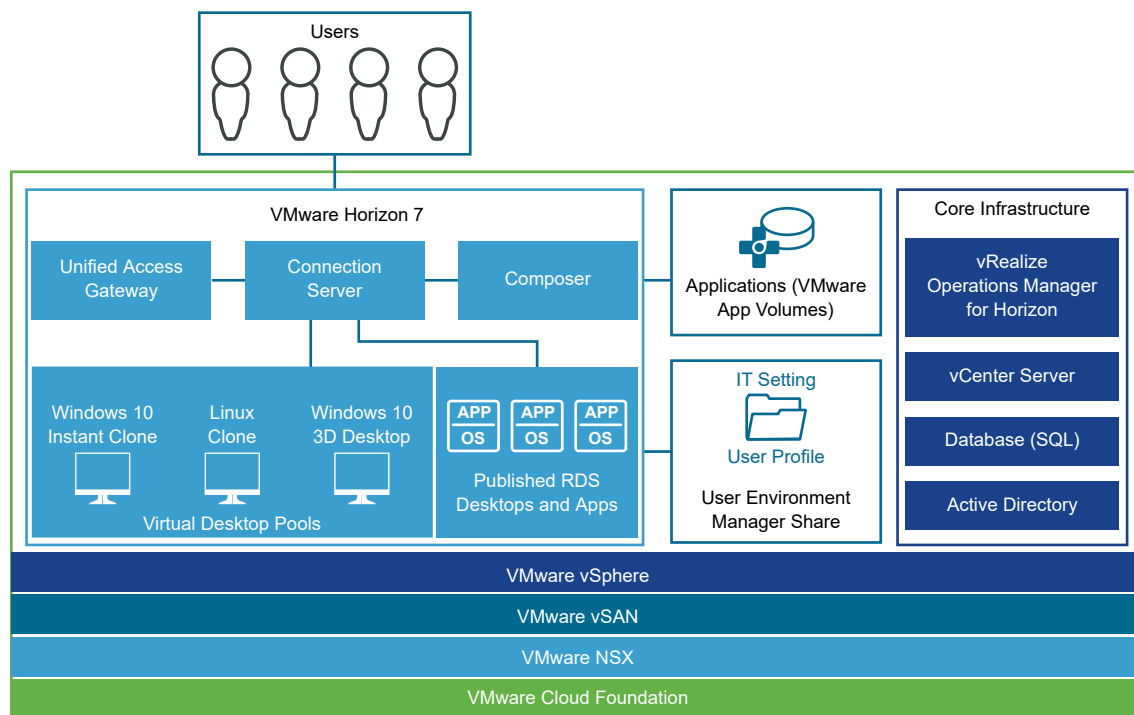 Users
VMware Horizon 7
Unified Access
Gateway
Connection
Server
Composer
Windows 10
Instant Clone
Linux
Clone
Windows 10
3D Desktop
Virtual Desktop Pools
APP
OS
APP
OS
APP
OS
Published RDS
Desktops and Apps
Applications (VMware
App Volumes)
IT Setting
User Profile
User Environment
Manager Share
Core Infrastructure
vRealize
Operations Manager
for Horizon
vCenter Server
Database (SQL)
Active Directory
VMware vSphere
VMware vSAN
VMware NSX
VMware Cloud Foundation